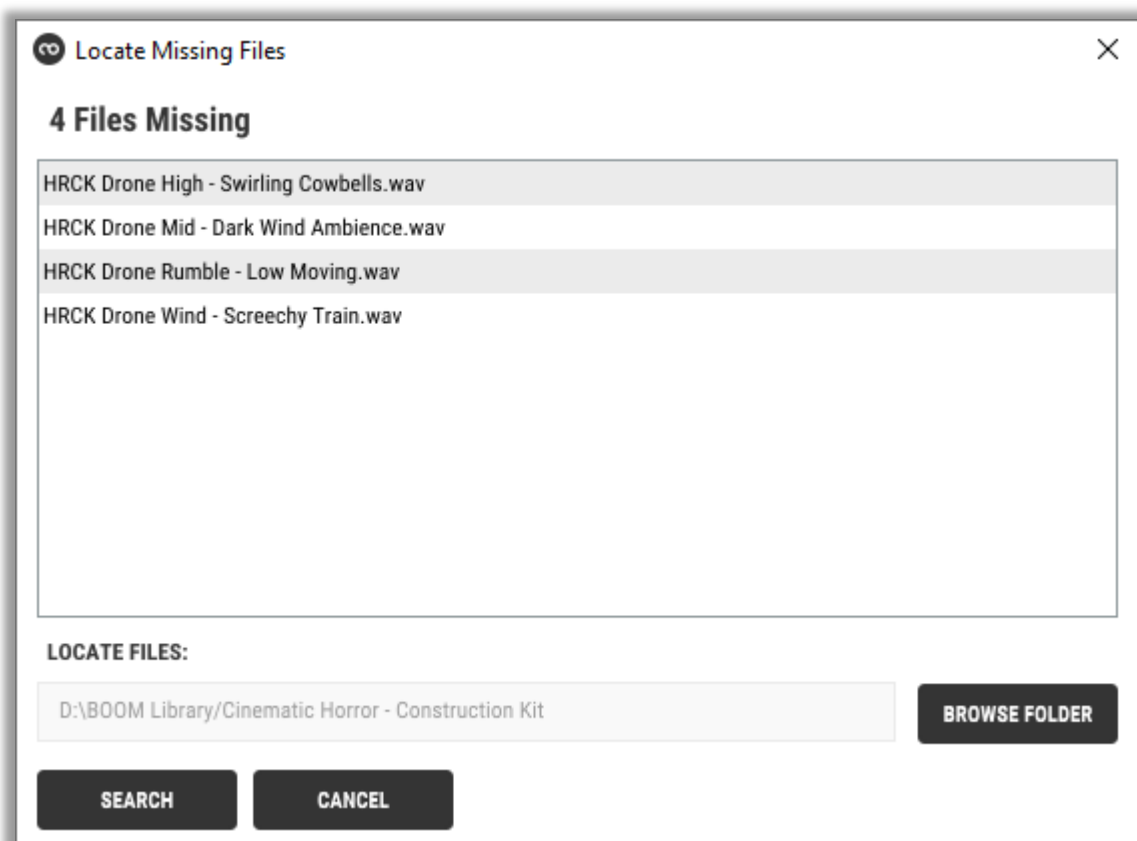 Locate Missing Files
4 Files Missing
HRCK Drone High - Swirling Cowbells.wav
HRCK Drone Mid - Dark Wind Ambience.wav
HRCK Drone Rumble - Low Moving.wav
HRCK Drone Wind - Screechy Train.wav
LOCATE FILES:
D:\BOOM Library/Cinematic Horror - Construction Kit
BROWSE FOLDER
SEARCH CANCEL